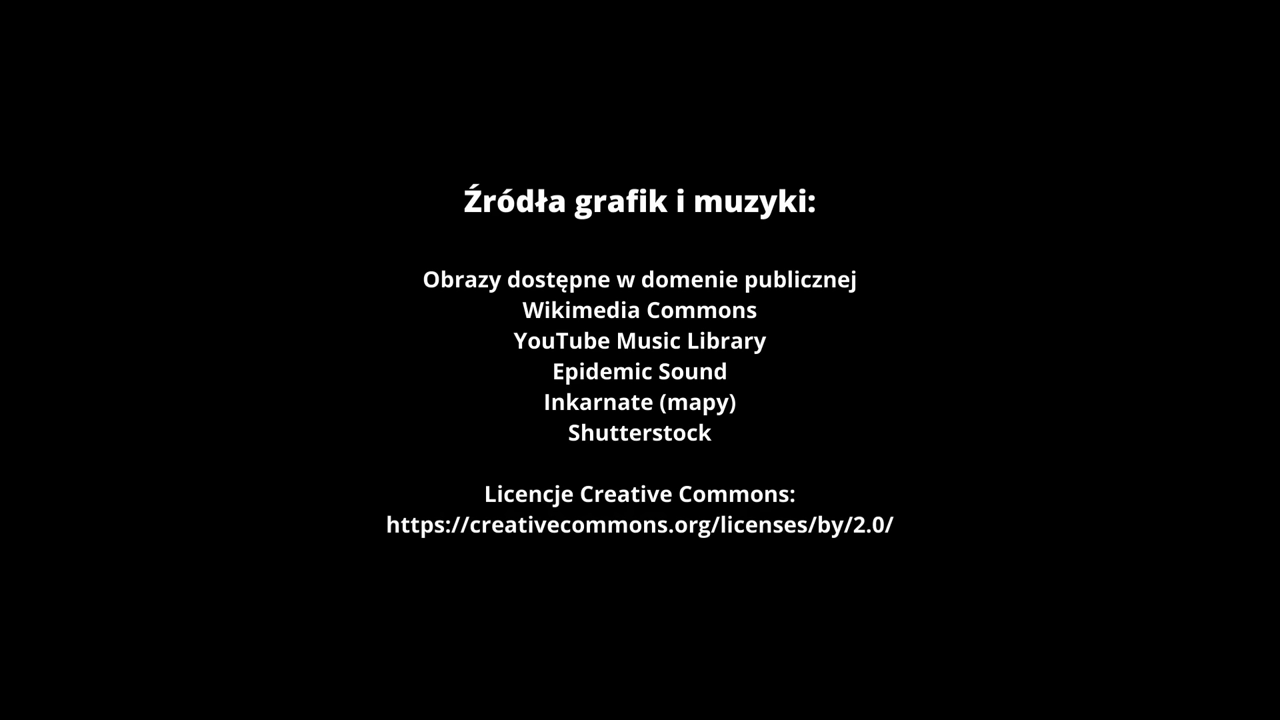 Źródła grafik i muzyki:
Obrazy dostępne w domenie publicznej
Wikimedia Commons
YouTube Music Library
Epidemic Sound
Inkarnate (mapy)
Shutterstock
Licencje Creative Commons:
https://creativecommons.org/licenses/by/2.0/